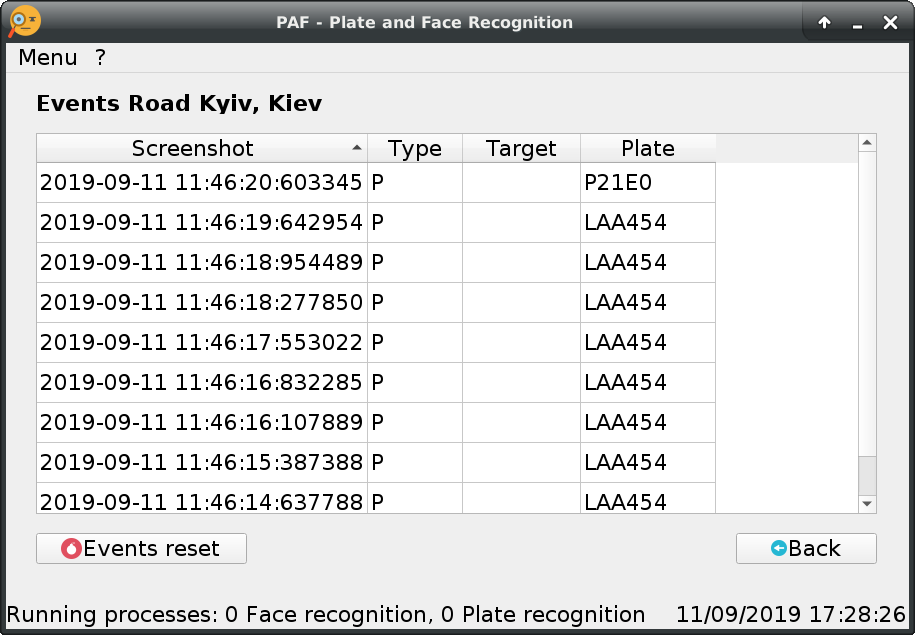 PAF - Plate and Face Recognition
Menu ?
Events Road Kyiv, Kiev
Screenshot Type Target Plate
2019-09-11 11:46:20:603345 P P21E0
2019-09-11 11:46:19:642954 P LAA454
2019-09-11 11:46:18:954489 P LAA454
2019-09-11 11:46:18:277850 P LAA454
2019-09-11 11:46:17:553022 P LAA454
2019-09-11 11:46:16:832285 P LAA454
2019-09-11 11:46:16:107889 P LAA454
2019-09-11 11:46:15:387388 P LAA454
2019-09-11 11:46:14:637788 P LAA454
Events reset Back
Running processes: 0 Face recognition, 0 Plate recognition 11/09/2019 17:28:26